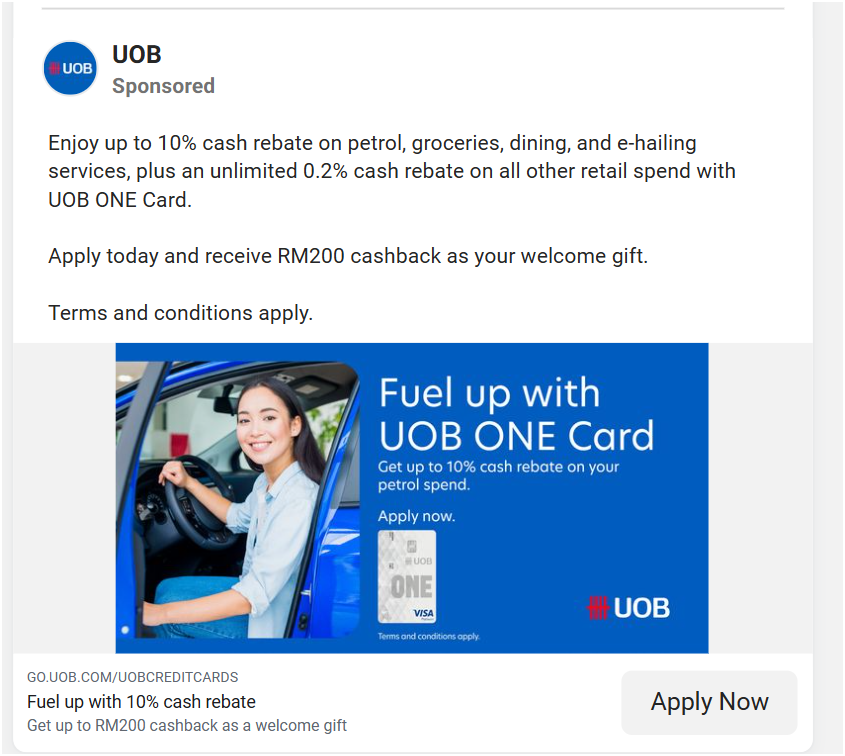 UOB
UOB
Sponsored
Enjoy up to 10% cash rebate on petrol, groceries, dining, and e-hailing
services, plus an unlimited 0.2% cash rebate on all other retail spend with
UOB ONE Card.
Apply today and receive RM200 cashback as your welcome gift.
Terms and conditions apply.
Fuel up with
UOB ONE Card
Get up to 10% cash rebate on your
petrol spend.
Apply now.
UOB
ONE
VISA
UOB
Terms and conditions apply.
GO.UOB.COM/UOBCREDITCARDS
Fuel up with 10% cash rebate
Get up to RM200 cashback as a welcome gift
Apply Now